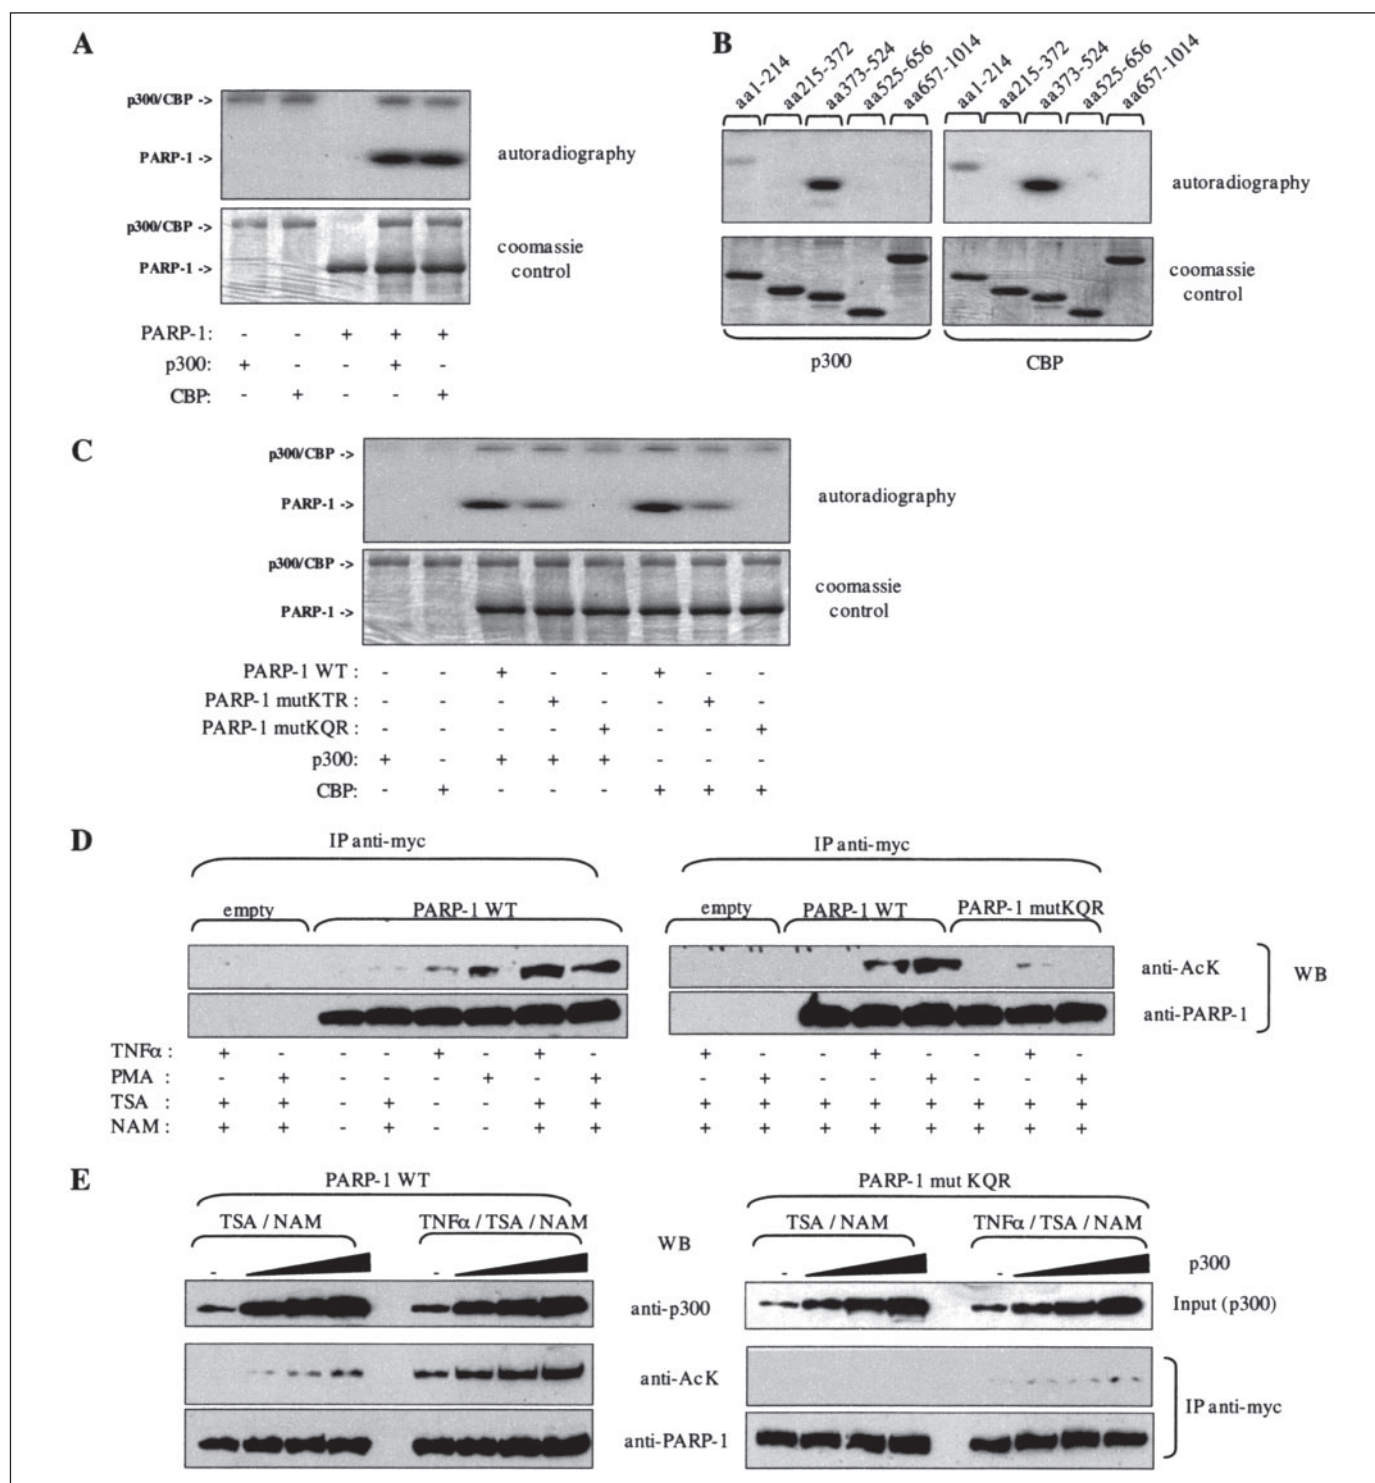 A
p300/CBP ->
PARP-1 ->
autoradiography
p300/CBP ->
PARP-1 ->
coomassie
control
PARP-1: - - + + +
p300: + - - + -
CBP: - + - - +
B
aa1-214 aa215-372 aa373-524 aa525-656 aa657-1014 aa1-214 aa215-372 aa373-524 aa525-656 aa657-1014
autoradiography
coomassie
control
p300 CBP
C
p300/CBP ->
PARP-1 ->
autoradiography
p300/CBP ->
PARP-1 ->
coomassie
control
PARP-1 WT : - - + - - + - -
PARP-1 mutKTR : - - - + - - + -
PARP-1 mutKQR : - - - - + - - +
p300: + - + + + - - -
CBP: - + - - - + + +
D
IP anti-myc IP anti-myc
empty PARP-1 WT empty PARP-1 WT PARP-1 mutKQR
anti-AcK
WB
anti-PARP-1
TNFα : + - - - + - + - + - - + - - + -
PMA : - + - - - + - + - + - - + - - +
TSA : + + - + - - + + + + + + + + + +
NAM : + + - + - - + + + + + + + + + +
E
PARP-1 WT PARP-1 mut KQR
TSA / NAM TNFα / TSA / NAM TSA / NAM TNFα / TSA / NAM
WB
- - - - p300
anti-p300 Input (p300)
anti-AcK
IP anti-myc
anti-PARP-1